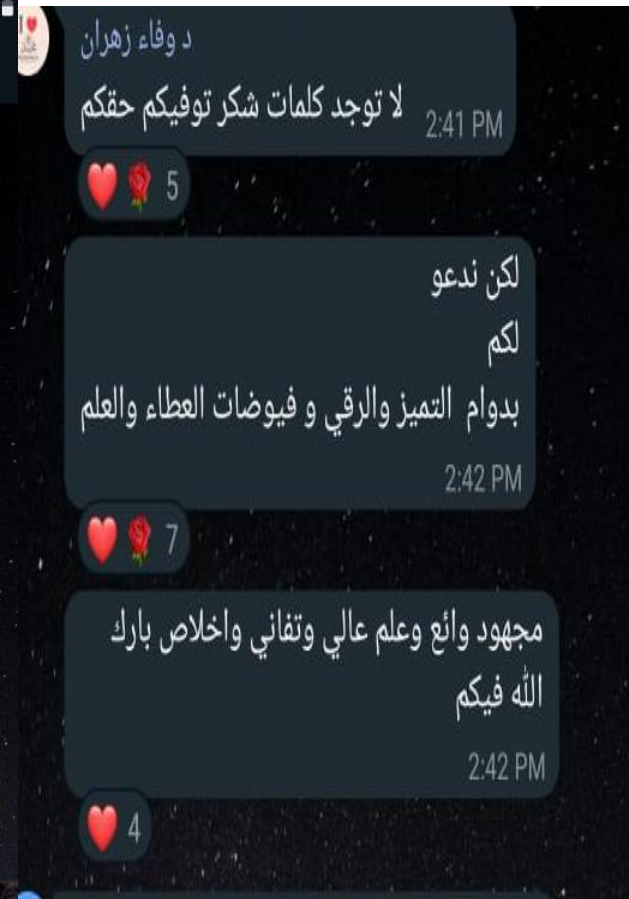 د وفاء زهران
لا توجد كلمات شكر توفيكم حقكم
2:41 PM
5
لكن ندعو
لكم
بدوام التميز والرقي و فيوضات العطاء والعلم
2:42 PM
7
مجهود وائع وعلم عالي وتفاني واخلاص بارك
الله فيكم
2:42 PM
4